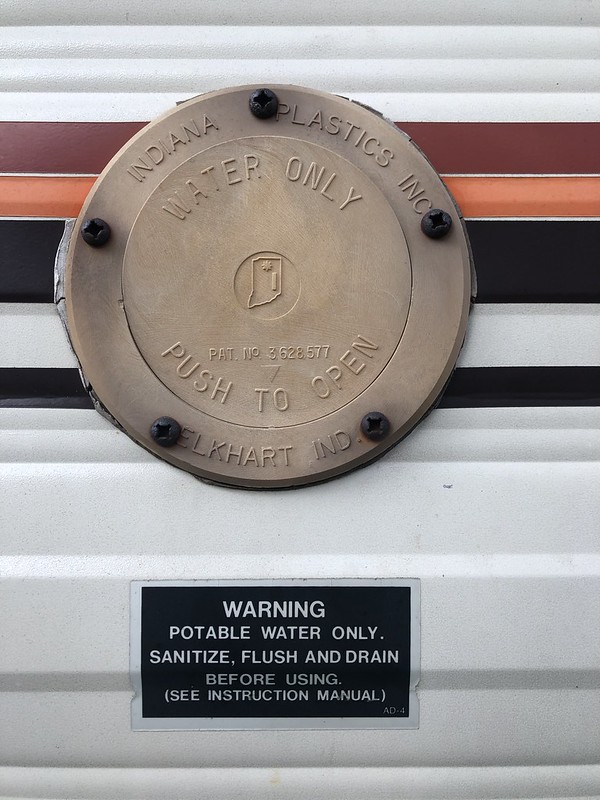 INDIANA PLASTICS INC.
WATER ONLY
PAT. No. 3,628,577
PUSH TO OPEN
ELKHART IND.
WARNING
POTABLE WATER ONLY.
SANITIZE, FLUSH AND DRAIN
BEFORE USING.
(SEE INSTRUCTION MANUAL)
AD-4